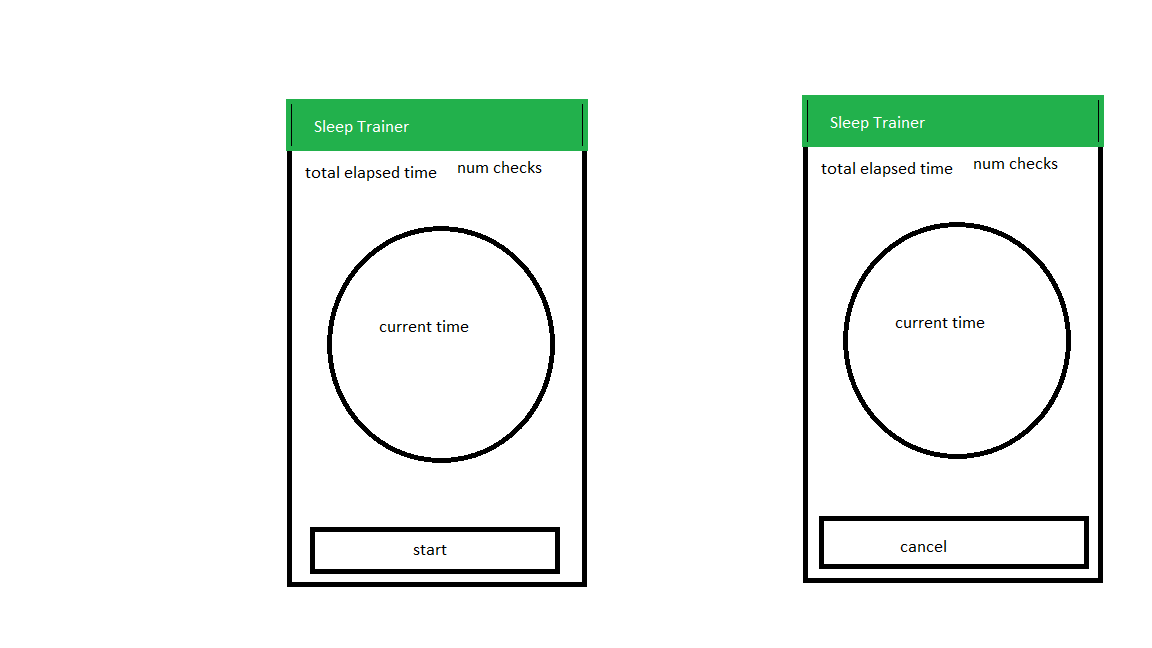 Sleep Trainer
total elapsed time num checks
current time
start
Sleep Trainer
total elapsed time num checks
current time
cancel